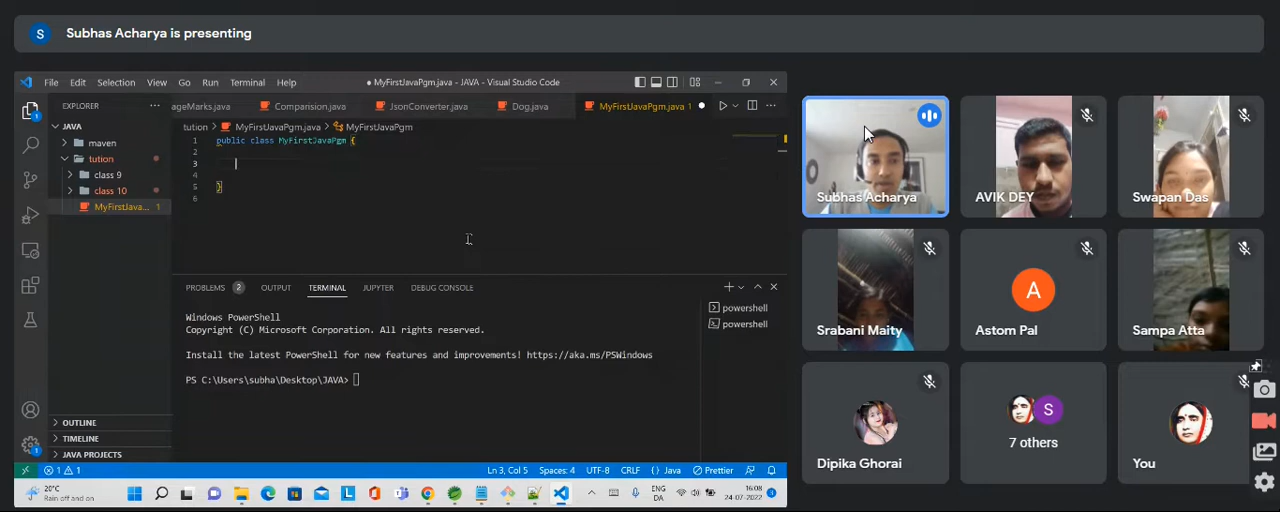 S Subhas Acharya is presenting
File Edit Selection View Go Run Terminal Help
● MyFirstJavaPgm.java - JAVA - Visual Studio Code
EXPLORER ...
ageMarks.java Comparision.java JsonConverter.java Dog.java MyFirstJavaPgm.java 1
JAVA
maven
tution
class 9
class 10
MyFirstJava... 1
tution > MyFirstJavaPgm.java > MyFirstJavaPgm
1 public class MyFirstJavaPgm {
2
3
4
5 }
6
PROBLEMS 2 OUTPUT TERMINAL JUPYTER DEBUG CONSOLE
Windows PowerShell
Copyright (C) Microsoft Corporation. All rights reserved.
Install the latest PowerShell for new features and improvements! https://aka.ms/PSWindows
PS C:\Users\subha\Desktop\JAVA>
powershell
powershell
OUTLINE
TIMELINE
JAVA PROJECTS
1 1 Ln 3, Col 5 Spaces: 4 UTF-8 CRLF {} Java Prettier
20°C
Rain off and on
ENG
DA
16:08
24-07-2022
Subhas Acharya
AVIK DEY
Swapan Das
Srabani Maity
A
Astom Pal
Sampa Atta
Dipika Ghorai
S
7 others
You